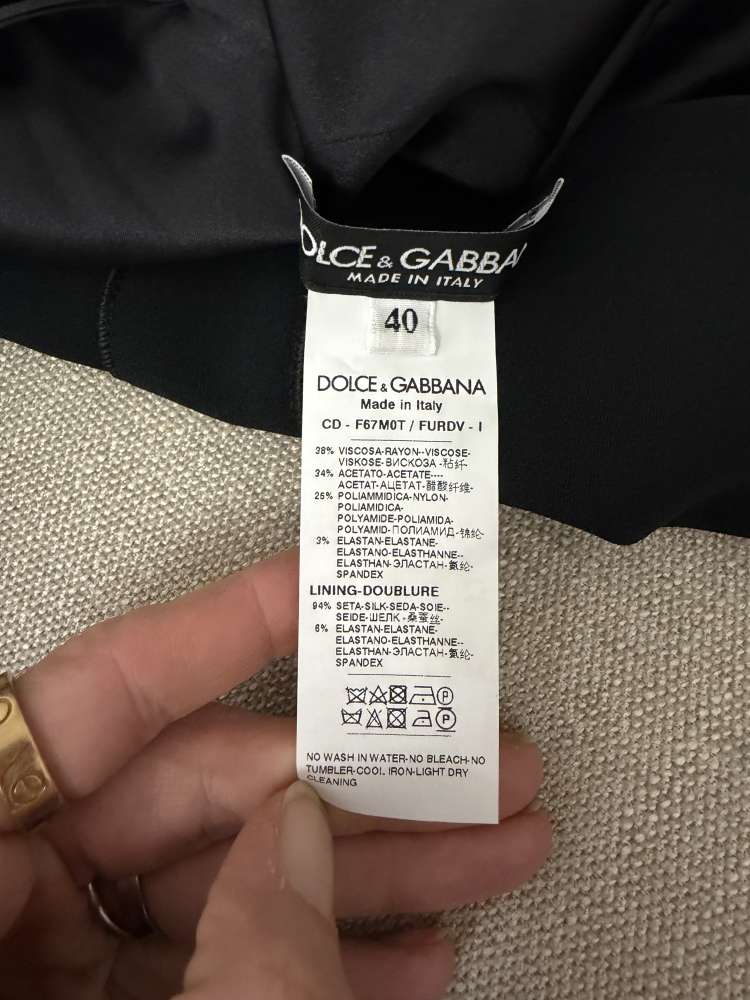 OLCE & GABBA
MADE IN ITALY
40
DOLCE & GABBANA
Made in Italy
CD - F67M0T / FURDV - I
38% VISCOSA-RAYON--VISCOSE-
VISKOSE-ВИСКОЗА-粘纤-
34% ACETATO-ACETATE----
ACETAT-АЦЕТАТ-醋酸纤维-
25% POLIAMMIDICA-NYLON-
POLIAMIDICA-
POLYAMIDE-POLIAMIDA-
POLYAMID-ПОЛИАМИД-锦纶-
3% ELASTAN-ELASTANE-
ELASTANO-ELASTHANNE--
ELASTHAN-ЭЛАСТАН-氨纶-
SPANDEX
LINING-DOUBLURE
94% SETA-SILK-SEDA-SOIE--
SEIDE-ШЕЛК-桑蚕丝-
6% ELASTAN-ELASTANE-
ELASTANO-ELASTHANNE--
ELASTHAN-ЭЛАСТАН-氨纶-
SPANDEX
NO WASH IN WATER-NO BLEACH-NO
TUMBLER-COOL IRON-LIGHT DRY
CLEANING